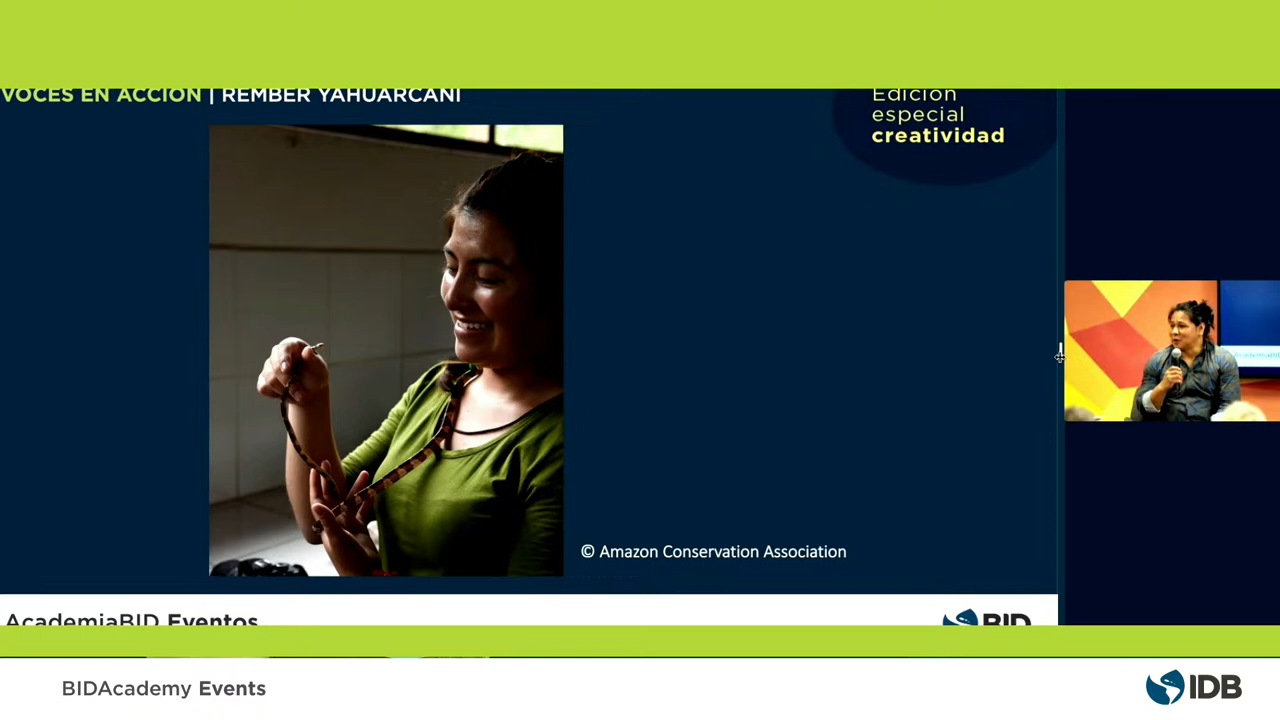 VOCES EN ACCIÓN | REMBER YAHUARCANI
Edición
especial
creatividad
© Amazon Conservation Association
AcademiaBID Eventos
BID
BIDAcademy Events
IDB